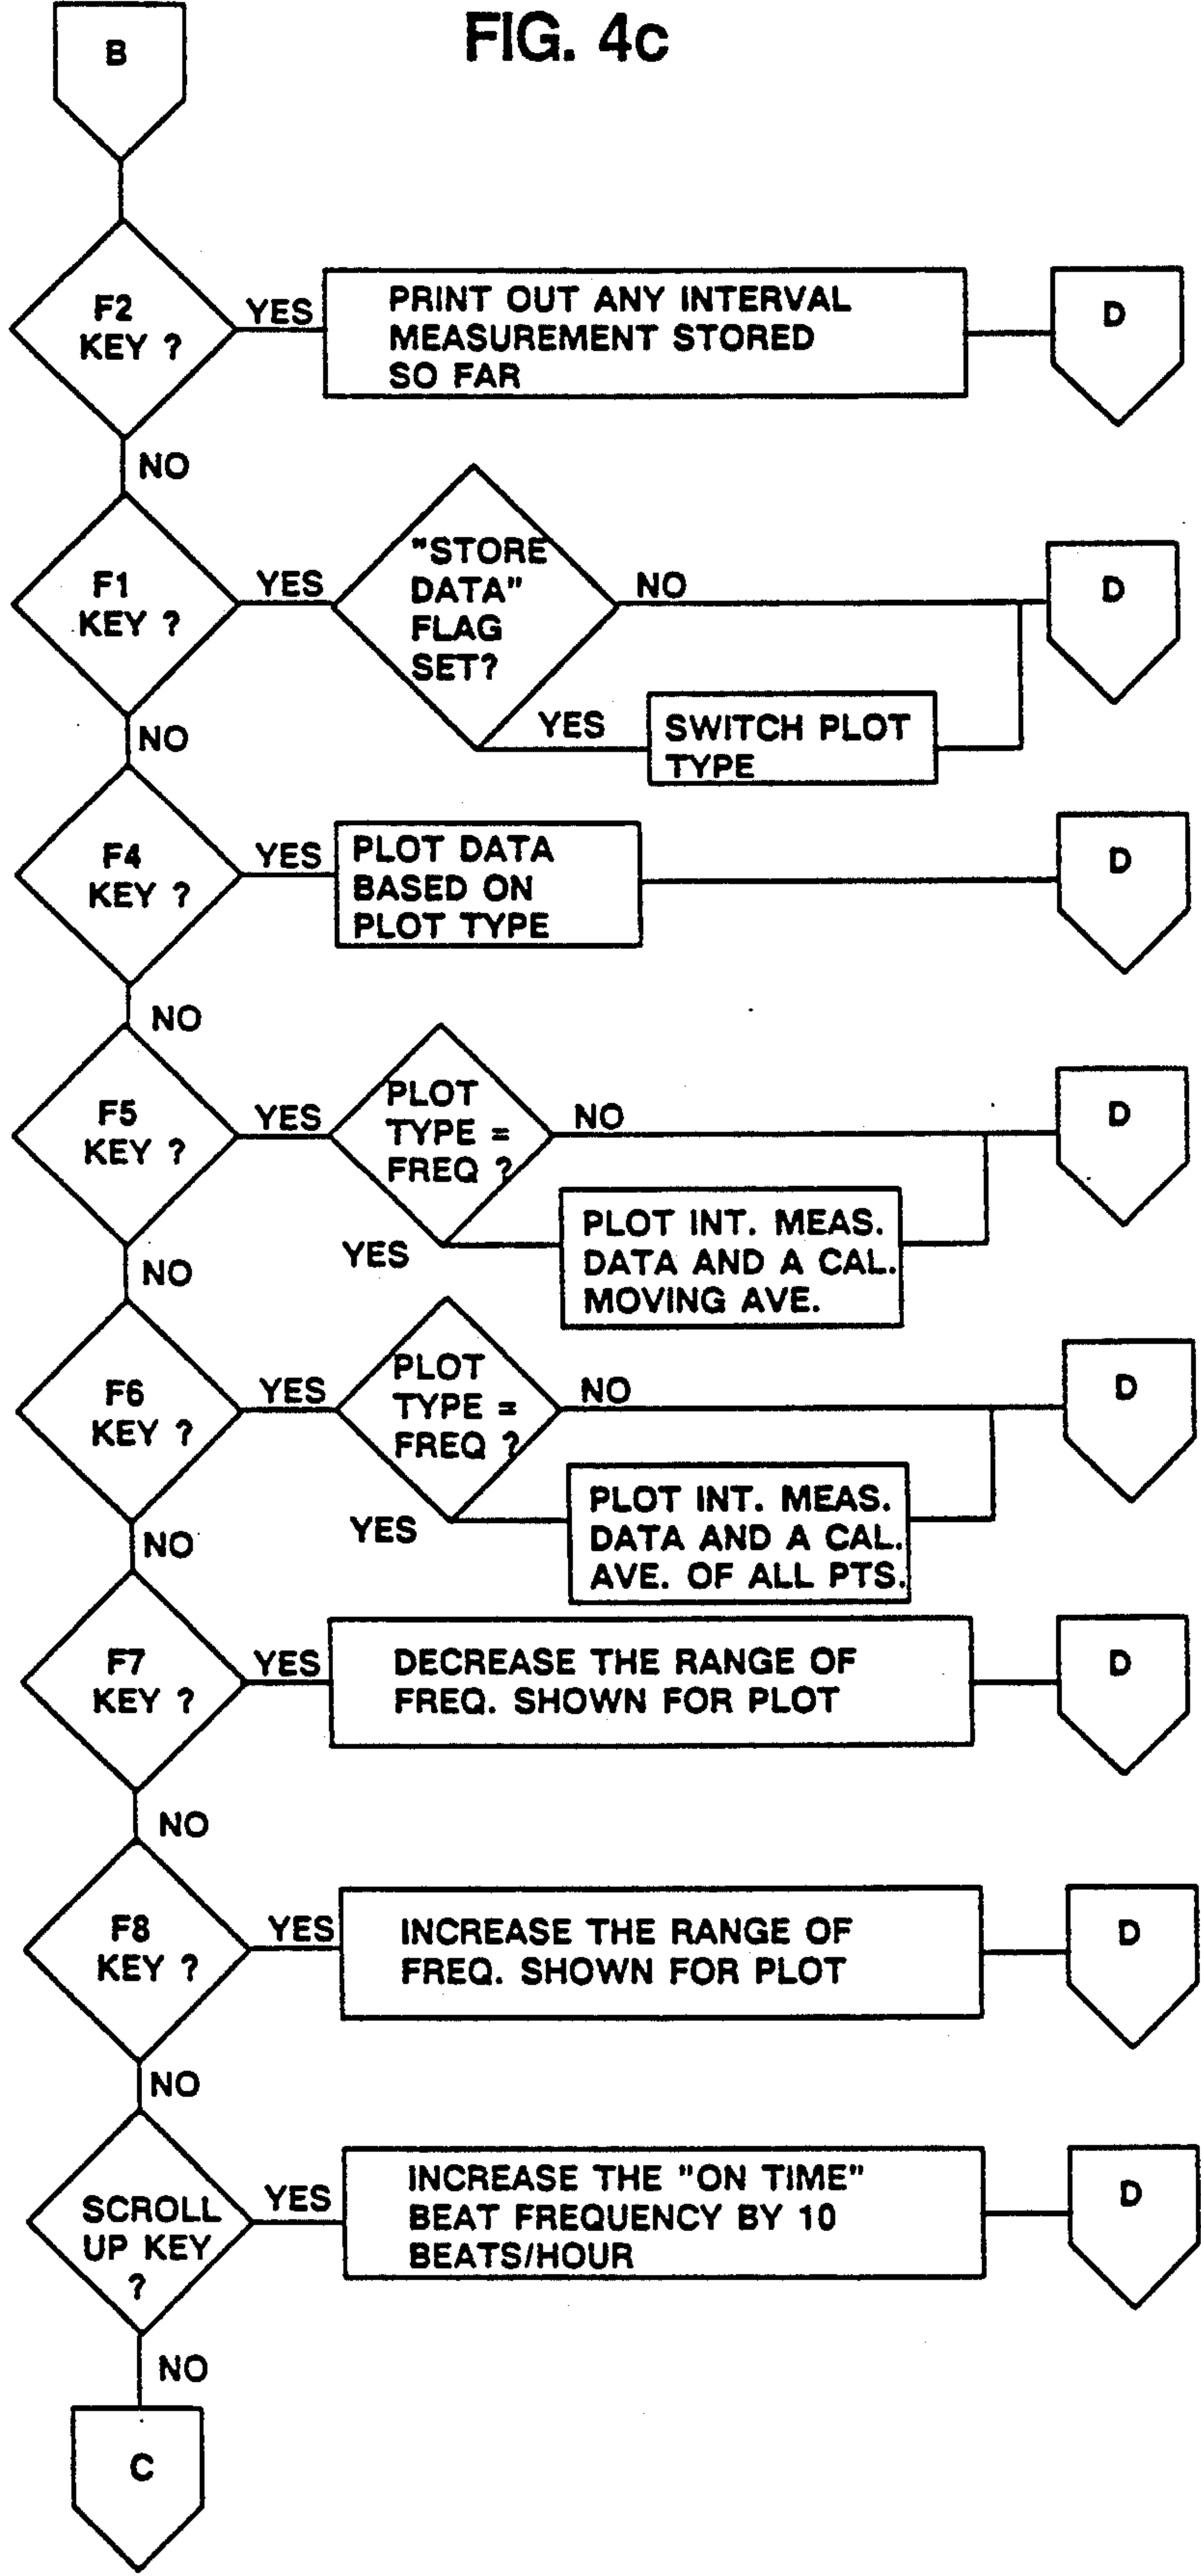 FIG. 4c
B
F2
KEY ?
YES
PRINT OUT ANY INTERVAL
MEASUREMENT STORED
SO FAR
D
NO
F1
KEY ?
YES
"STORE
DATA"
FLAG
SET?
NO
D
YES
SWITCH PLOT
TYPE
NO
F4
KEY ?
YES
PLOT DATA
BASED ON
PLOT TYPE
D
NO
F5
KEY ?
YES
PLOT
TYPE =
FREQ ?
NO
D
YES
PLOT INT. MEAS.
DATA AND A CAL.
MOVING AVE.
NO
F6
KEY ?
YES
PLOT
TYPE =
FREQ ?
NO
D
YES
PLOT INT. MEAS.
DATA AND A CAL.
AVE. OF ALL PTS.
NO
F7
KEY ?
YES
DECREASE THE RANGE OF
FREQ. SHOWN FOR PLOT
D
NO
F8
KEY ?
YES
INCREASE THE RANGE OF
FREQ. SHOWN FOR PLOT
D
NO
SCROLL
UP KEY
?
YES
INCREASE THE "ON TIME"
BEAT FREQUENCY BY 10
BEATS/HOUR
D
NO
C